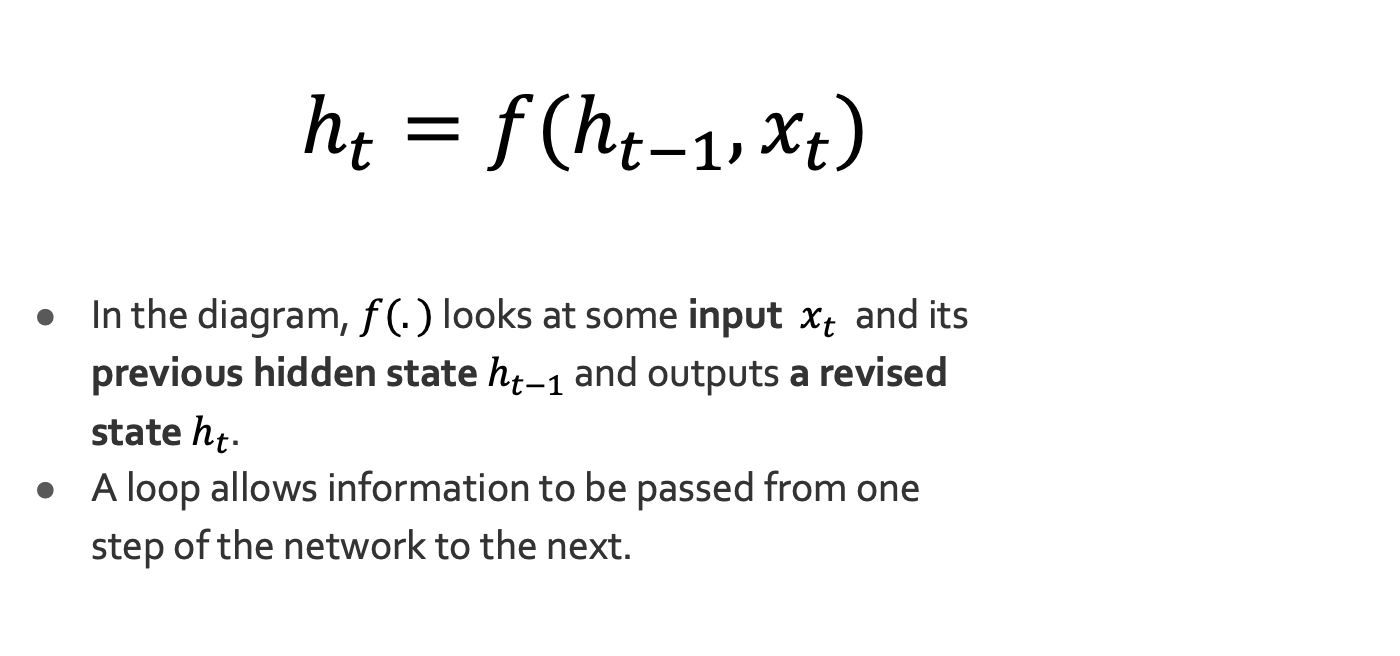 hₜ = f(hₜ₋₁, xₜ)
● In the diagram, f(.) looks at some input xₜ and its
previous hidden state hₜ₋₁ and outputs a revised
state hₜ.
● A loop allows information to be passed from one
step of the network to the next.